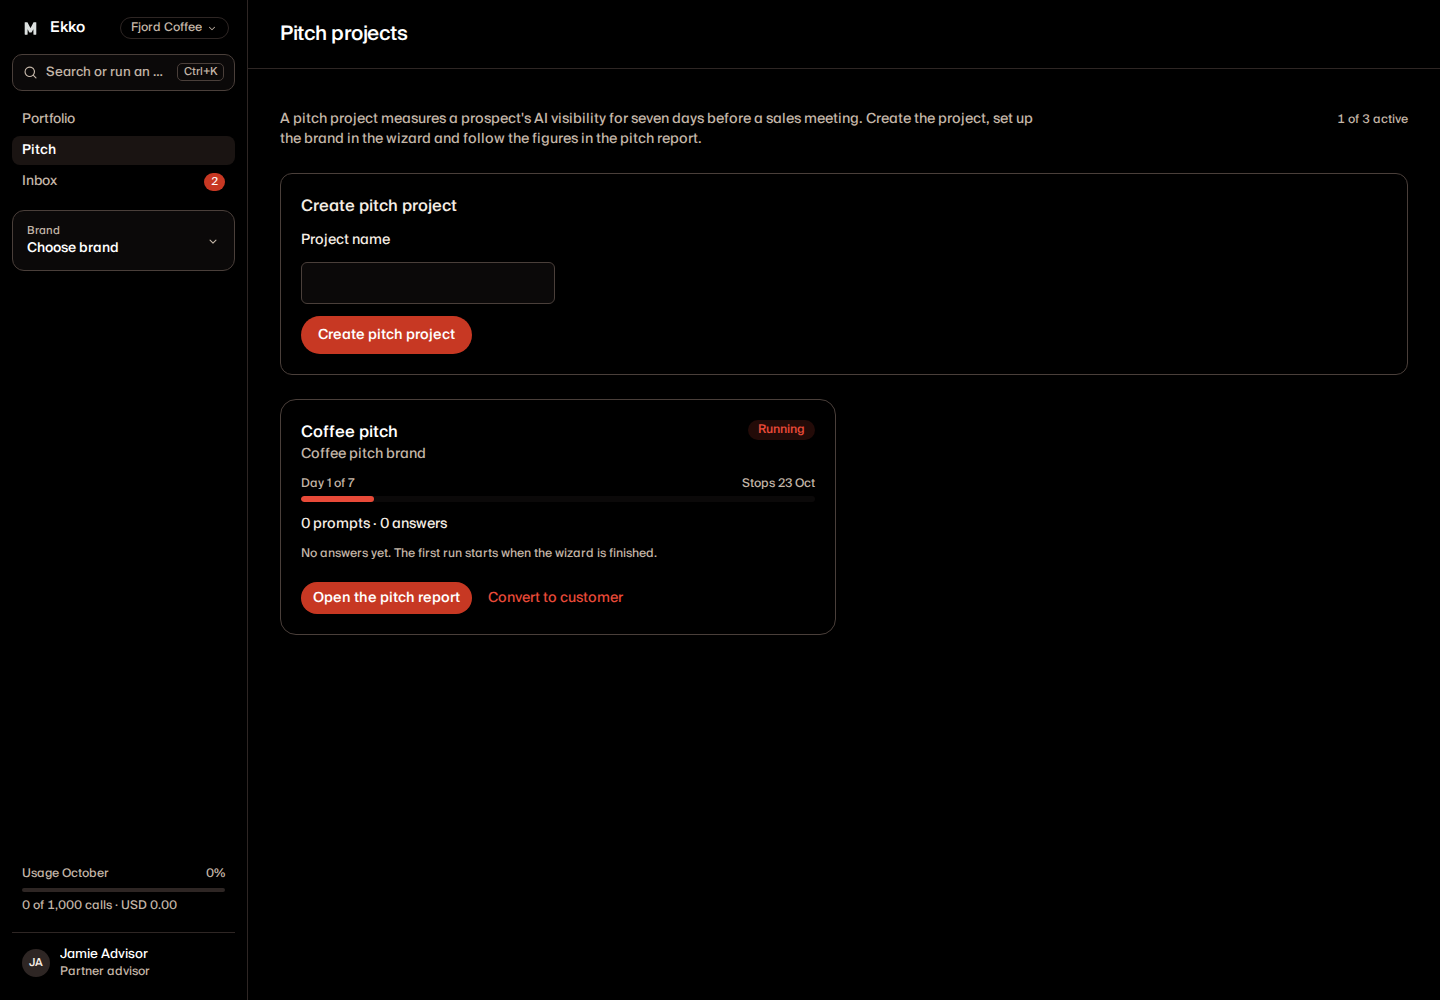 Ekko
Fjord Coffee
Search or run an ...
Ctrl+K
Portfolio
Pitch
Inbox
2
Brand
Choose brand
Usage October
0%
0 of 1,000 calls · USD 0.00
JA
Jamie Advisor
Partner advisor
Pitch projects
A pitch project measures a prospect's AI visibility for seven days before a sales meeting. Create the project, set up
the brand in the wizard and follow the figures in the pitch report.
1 of 3 active
Create pitch project
Project name
Create pitch project
Coffee pitch
Running
Coffee pitch brand
Day 1 of 7
Stops 23 Oct
0 prompts · 0 answers
No answers yet. The first run starts when the wizard is finished.
Open the pitch report
Convert to customer